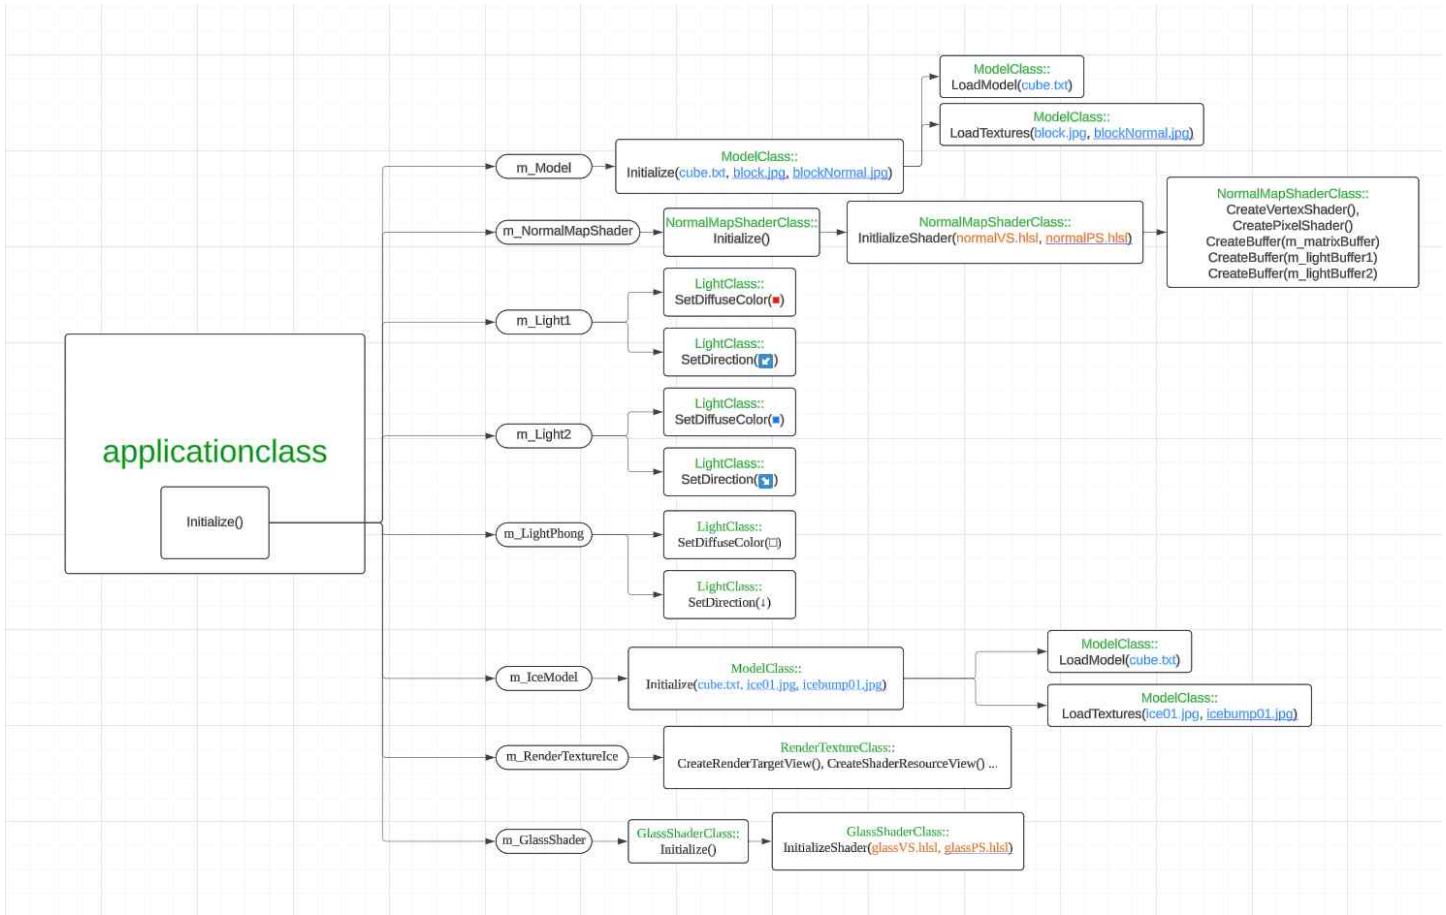 ModelClass::
LoadModel(cube.txt)
ModelClass::
LoadTextures(block.jpg, blockNormal.jpg)
m_Model
ModelClass::
Initialize(cube.txt, block.jpg, blockNormal.jpg)
m_NormalMapShader
NormalMapShaderClass::
Initialize()
NormalMapShaderClass::
InitlializeShader(normalVS.hlsl, normalPS.hlsl)
NormalMapShaderClass::
CreateVertexShader(),
CreatePixelShader()
CreateBuffer(m_matrixBuffer)
CreateBuffer(m_lightBuffer1)
CreateBuffer(m_lightBuffer2)
m_Light1
LightClass::
SetDiffuseColor(■)
LightClass::
SetDirection(↙)
applicationclass
Initialize()
m_Light2
LightClass::
SetDiffuseColor(■)
LightClass::
SetDirection(↘)
m_LightPhong
LightClass::
SetDiffuseColor(□)
LightClass::
SetDirection(↓)
m_IceModel
ModelClass::
Initialize(cube.txt, ice01.jpg, icebump01.jpg)
ModelClass::
LoadModel(cube.txt)
ModelClass::
LoadTextures(ice01.jpg, icebump01.jpg)
m_RenderTextureIce
RenderTextureClass::
CreateRenderTargetView(), CreateShaderResourceView() ...
m_GlassShader
GlassShaderClass::
Initialize()
GlassShaderClass::
InitializeShader(glassVS.hlsl, glassPS.hlsl)